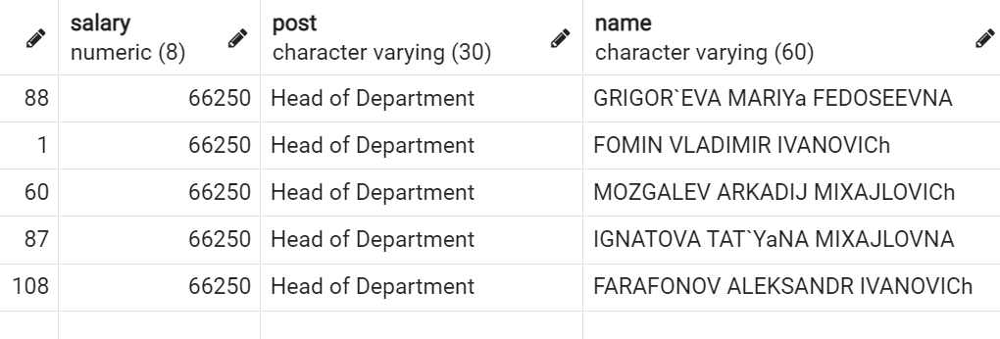 salary post name
numeric (8) character varying (30) character varying (60)
88 66250 Head of Department GRIGOR`EVA MARIYa FEDOSEEVNA
1 66250 Head of Department FOMIN VLADIMIR IVANOVICh
60 66250 Head of Department MOZGALEV ARKADIJ MIXAJLOVICh
87 66250 Head of Department IGNATOVA TAT`YaNA MIXAJLOVNA
108 66250 Head of Department FARAFONOV ALEKSANDR IVANOVICh